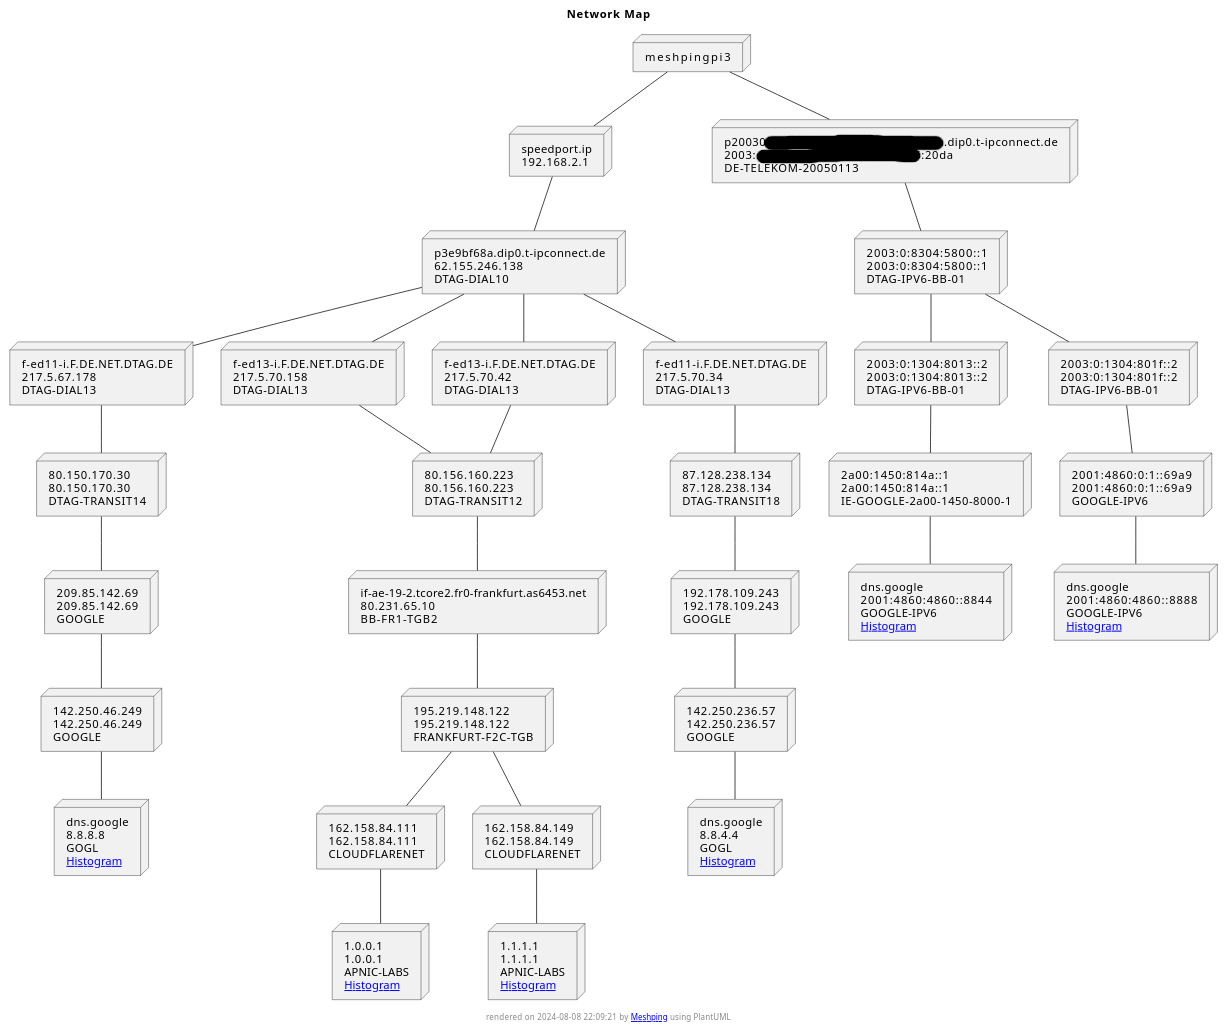 Network Map
meshpingpi3
speedport.ip
192.168.2.1
p20030 .dip0.t-ipconnect.de
2003: :20da
DE-TELEKOM-20050113
p3e9bf68a.dip0.t-ipconnect.de
62.155.246.138
DTAG-DIAL10
2003:0:8304:5800::1
2003:0:8304:5800::1
DTAG-IPV6-BB-01
f-ed11-i.F.DE.NET.DTAG.DE
217.5.67.178
DTAG-DIAL13
f-ed13-i.F.DE.NET.DTAG.DE
217.5.70.158
DTAG-DIAL13
f-ed13-i.F.DE.NET.DTAG.DE
217.5.70.42
DTAG-DIAL13
f-ed11-i.F.DE.NET.DTAG.DE
217.5.70.34
DTAG-DIAL13
2003:0:1304:8013::2
2003:0:1304:8013::2
DTAG-IPV6-BB-01
2003:0:1304:801f::2
2003:0:1304:801f::2
DTAG-IPV6-BB-01
80.150.170.30
80.150.170.30
DTAG-TRANSIT14
80.156.160.223
80.156.160.223
DTAG-TRANSIT12
87.128.238.134
87.128.238.134
DTAG-TRANSIT18
2a00:1450:814a::1
2a00:1450:814a::1
IE-GOOGLE-2a00-1450-8000-1
2001:4860:0:1::69a9
2001:4860:0:1::69a9
GOOGLE-IPV6
209.85.142.69
209.85.142.69
GOOGLE
if-ae-19-2.tcore2.fr0-frankfurt.as6453.net
80.231.65.10
BB-FR1-TGB2
192.178.109.243
192.178.109.243
GOOGLE
dns.google
2001:4860:4860::8844
GOOGLE-IPV6
Histogram
dns.google
2001:4860:4860::8888
GOOGLE-IPV6
Histogram
142.250.46.249
142.250.46.249
GOOGLE
195.219.148.122
195.219.148.122
FRANKFURT-F2C-TGB
142.250.236.57
142.250.236.57
GOOGLE
dns.google
8.8.8.8
GOGL
Histogram
162.158.84.111
162.158.84.111
CLOUDFLARENET
162.158.84.149
162.158.84.149
CLOUDFLARENET
dns.google
8.8.4.4
GOGL
Histogram
1.0.0.1
1.0.0.1
APNIC-LABS
Histogram
1.1.1.1
1.1.1.1
APNIC-LABS
Histogram
rendered on 2024-08-08 22:09:21 by Meshping using PlantUML